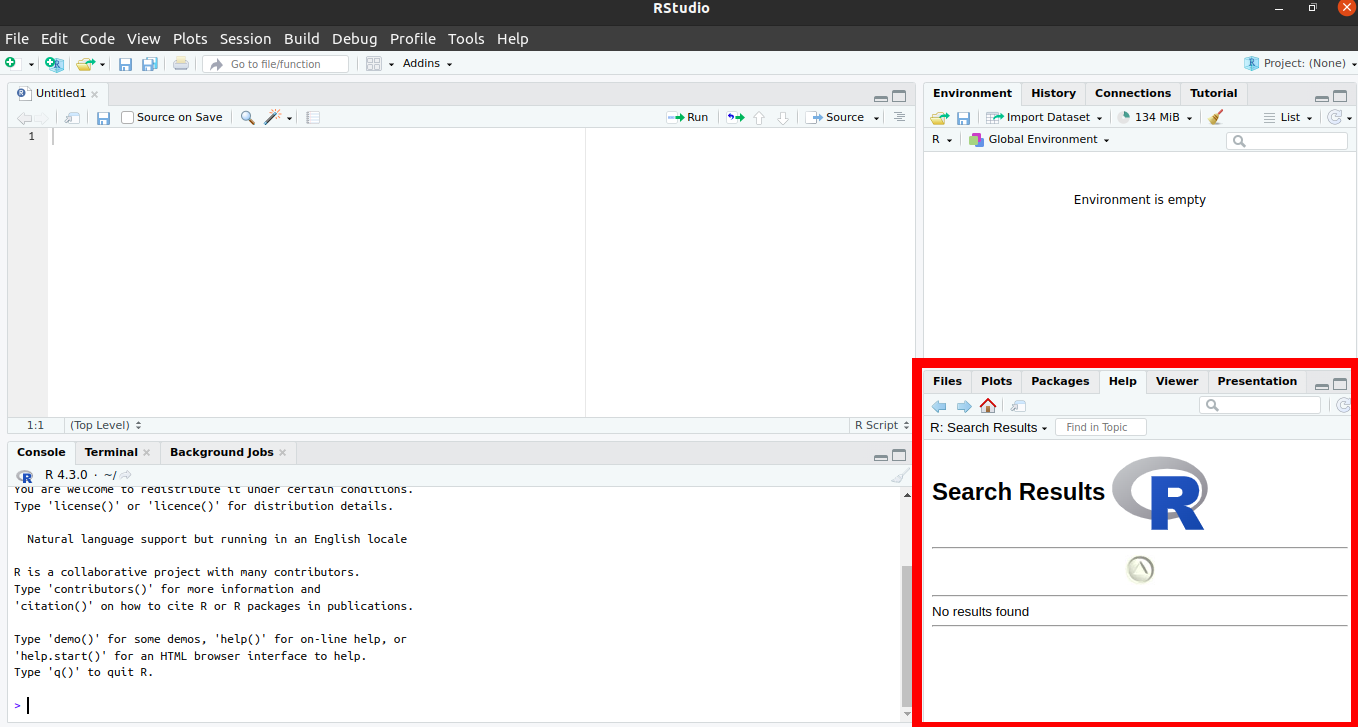 RStudio
File Edit Code View Plots Session Build Debug Profile Tools Help
Go to file/function Addins Project: (None)
Untitled1
Source on Save Run Source
1
1:1 (Top Level) R Script
Console Terminal Background Jobs
R 4.3.0 · ~/
You are welcome to redistribute it under certain conditions.
Type 'license()' or 'licence()' for distribution details.
Natural language support but running in an English locale
R is a collaborative project with many contributors.
Type 'contributors()' for more information and
'citation()' on how to cite R or R packages in publications.
Type 'demo()' for some demos, 'help()' for on-line help, or
'help.start()' for an HTML browser interface to help.
Type 'q()' to quit R.
>
Environment History Connections Tutorial
Import Dataset 134 MiB List
R Global Environment
Environment is empty
Files Plots Packages Help Viewer Presentation
R: Search Results Find in Topic
Search Results R
No results found